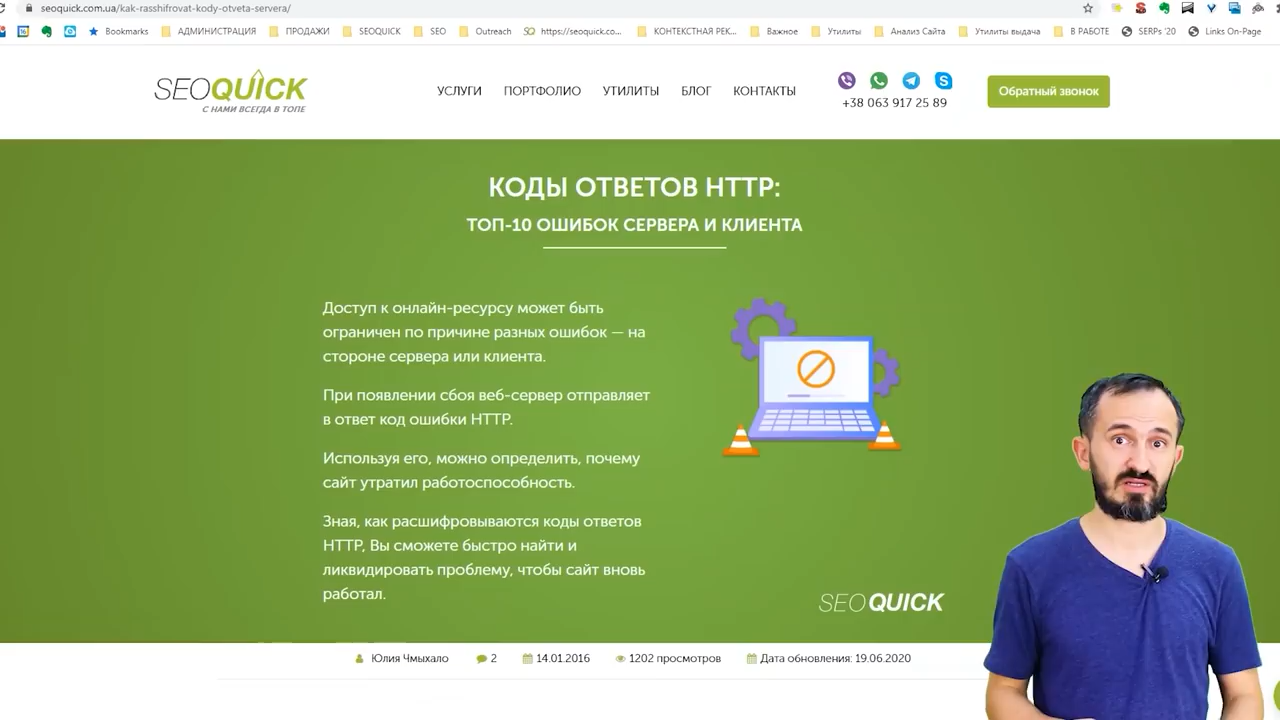 seoquick.com.ua/kak-rasshifrovat-kody-otveta-servera/
Bookmarks АДМИНИСТРАЦИЯ ПРОДАЖИ SEOQUICK SEO Outreach https://seoquick.co... КОНТЕКСТНАЯ РЕК... Важное Утилиты Анализ Сайта Утилиты выдача В РАБОТЕ SERPs '20 Links On-Page
SEOQUICK
С НАМИ ВСЕГДА В ТОПЕ
УСЛУГИ ПОРТФОЛИО УТИЛИТЫ БЛОГ КОНТАКТЫ
+38 063 917 25 89
Обратный звонок
КОДЫ ОТВЕТОВ HTTP:
ТОП-10 ОШИБОК СЕРВЕРА И КЛИЕНТА
Доступ к онлайн-ресурсу может быть
ограничен по причине разных ошибок — на
стороне сервера или клиента.
При появлении сбоя веб-сервер отправляет
в ответ код ошибки HTTP.
Используя его, можно определить, почему
сайт утратил работоспособность.
Зная, как расшифровываются коды ответов
HTTP, Вы сможете быстро найти и
ликвидировать проблему, чтобы сайт вновь
работал.
SEOQUICK
Юлия Чмыхало 2 14.01.2016 1202 просмотров Дата обновления: 19.06.2020